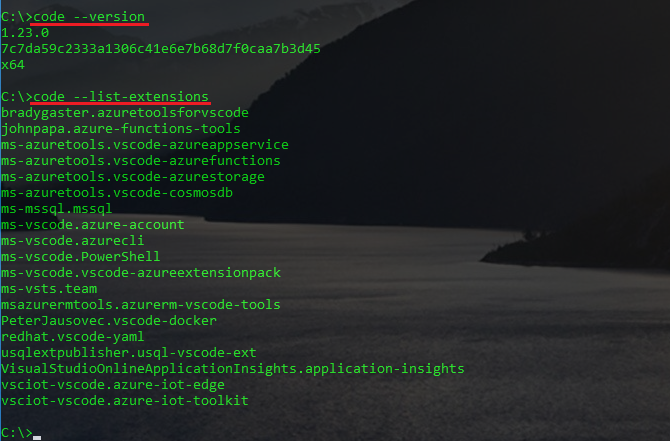 C:\>code --version
1.23.0
7c7da59c2333a1306c41e6e7b68d7f0caa7b3d45
x64
C:\>code --list-extensions
bradygaster.azuretoolsforvscode
johnpapa.azure-functions-tools
ms-azuretools.vscode-azureappservice
ms-azuretools.vscode-azurefunctions
ms-azuretools.vscode-azurestorage
ms-azuretools.vscode-cosmosdb
ms-mssql.mssql
ms-vscode.azure-account
ms-vscode.azurecli
ms-vscode.PowerShell
ms-vscode.vscode-azureextensionpack
ms-vsts.team
msazurermtools.azurerm-vscode-tools
PeterJausovec.vscode-docker
redhat.vscode-yaml
usqlextpublisher.usql-vscode-ext
VisualStudioOnlineApplicationInsights.application-insights
vsciot-vscode.azure-iot-edge
vsciot-vscode.azure-iot-toolkit
C:\>